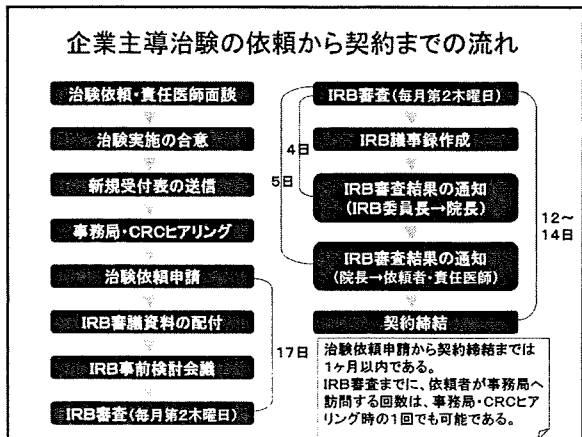 企業主導治験の依頼から契約までの流れ
治験依頼・責任医師面談
治験実施の合意
新規受付表の送信
事務局・CRCヒアリング
治験依頼申請
IRB審議資料の配付
IRB事前検討会議
IRB審査(毎月第2木曜日)
17日
IRB審査(毎月第2木曜日)
IRB議事録作成
IRB審査結果の通知
(IRB委員長→院長)
IRB審査結果の通知
(院長→依頼者・責任医師)
契約締結
4日
5日
12~
14日
治験依頼申請から契約締結までは
1ヶ月以内である。
IRB審査までに、依頼者が事務局へ
訪問する回数は、事務局・CRCヒア
リング時の1回でも可能である。